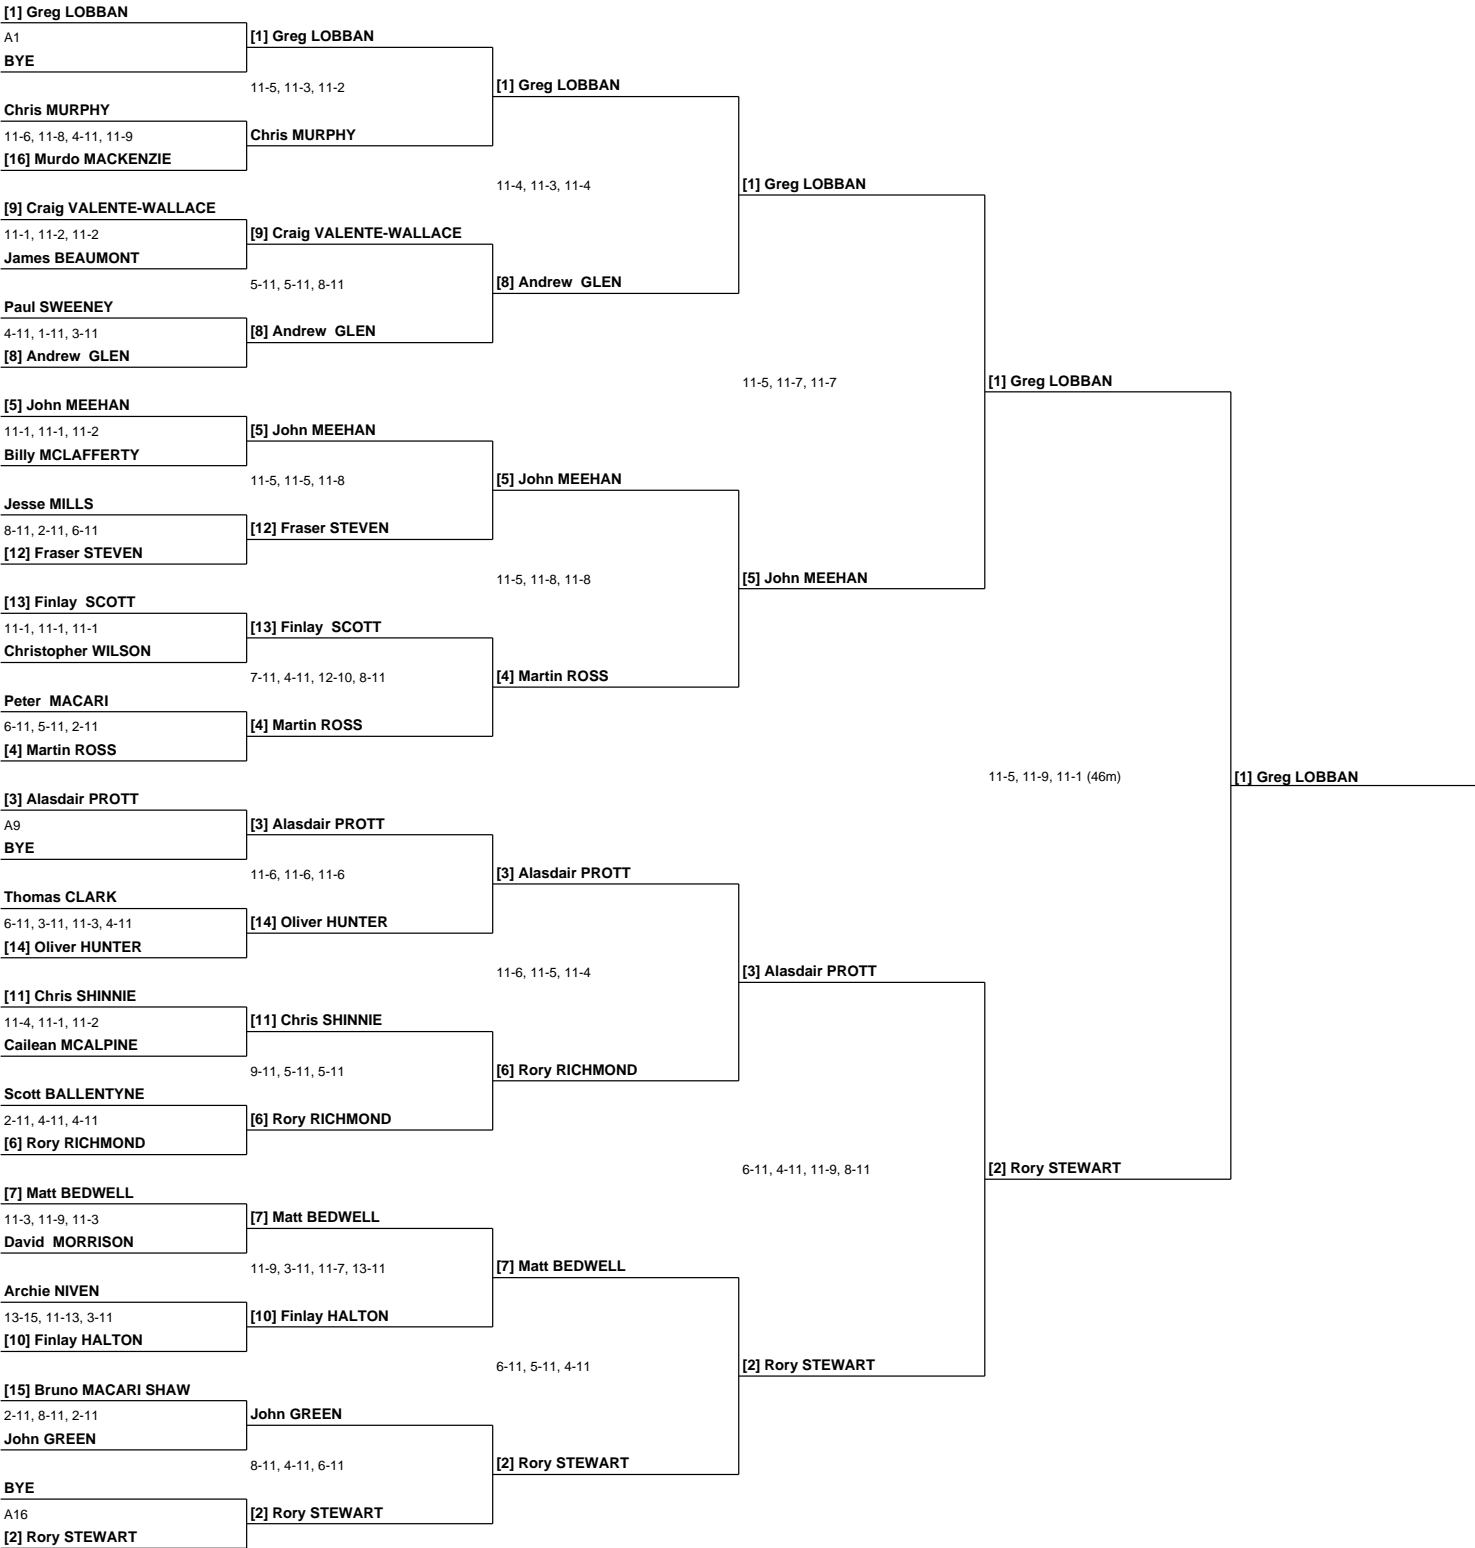 [1] Greg LOBBAN
A1
[1] Greg LOBBAN
BYE
11-5, 11-3, 11-2
[1] Greg LOBBAN
Chris MURPHY
11-6, 11-8, 4-11, 11-9
Chris MURPHY
[16] Murdo MACKENZIE
11-4, 11-3, 11-4
[1] Greg LOBBAN
[9] Craig VALENTE-WALLACE
11-1, 11-2, 11-2
[9] Craig VALENTE-WALLACE
James BEAUMONT
5-11, 5-11, 8-11
[8] Andrew GLEN
Paul SWEENEY
4-11, 1-11, 3-11
[8] Andrew GLEN
[8] Andrew GLEN
11-5, 11-7, 11-7
[1] Greg LOBBAN
[5] John MEEHAN
11-1, 11-1, 11-2
[5] John MEEHAN
Billy MCLAFFERTY
11-5, 11-5, 11-8
[5] John MEEHAN
Jesse MILLS
8-11, 2-11, 6-11
[12] Fraser STEVEN
[12] Fraser STEVEN
11-5, 11-8, 11-8
[5] John MEEHAN
[13] Finlay SCOTT
11-1, 11-1, 11-1
[13] Finlay SCOTT
Christopher WILSON
7-11, 4-11, 12-10, 8-11
[4] Martin ROSS
Peter MACARI
6-11, 5-11, 2-11
[4] Martin ROSS
[4] Martin ROSS
11-5, 11-9, 11-1 (46m)
[1] Greg LOBBAN
[3] Alasdair PROTT
A9
[3] Alasdair PROTT
BYE
11-6, 11-6, 11-6
[3] Alasdair PROTT
Thomas CLARK
6-11, 3-11, 11-3, 4-11
[14] Oliver HUNTER
[14] Oliver HUNTER
11-6, 11-5, 11-4
[3] Alasdair PROTT
[11] Chris SHINNIE
11-4, 11-1, 11-2
[11] Chris SHINNIE
Cailean MCALPINE
9-11, 5-11, 5-11
[6] Rory RICHMOND
Scott BALLENTYNE
2-11, 4-11, 4-11
[6] Rory RICHMOND
[6] Rory RICHMOND
6-11, 4-11, 11-9, 8-11
[2] Rory STEWART
[7] Matt BEDWELL
11-3, 11-9, 11-3
[7] Matt BEDWELL
David MORRISON
11-9, 3-11, 11-7, 13-11
[7] Matt BEDWELL
Archie NIVEN
13-15, 11-13, 3-11
[10] Finlay HALTON
[10] Finlay HALTON
6-11, 5-11, 4-11
[2] Rory STEWART
[15] Bruno MACARI SHAW
2-11, 8-11, 2-11
John GREEN
John GREEN
8-11, 4-11, 6-11
[2] Rory STEWART
BYE
A16
[2] Rory STEWART
[2] Rory STEWART